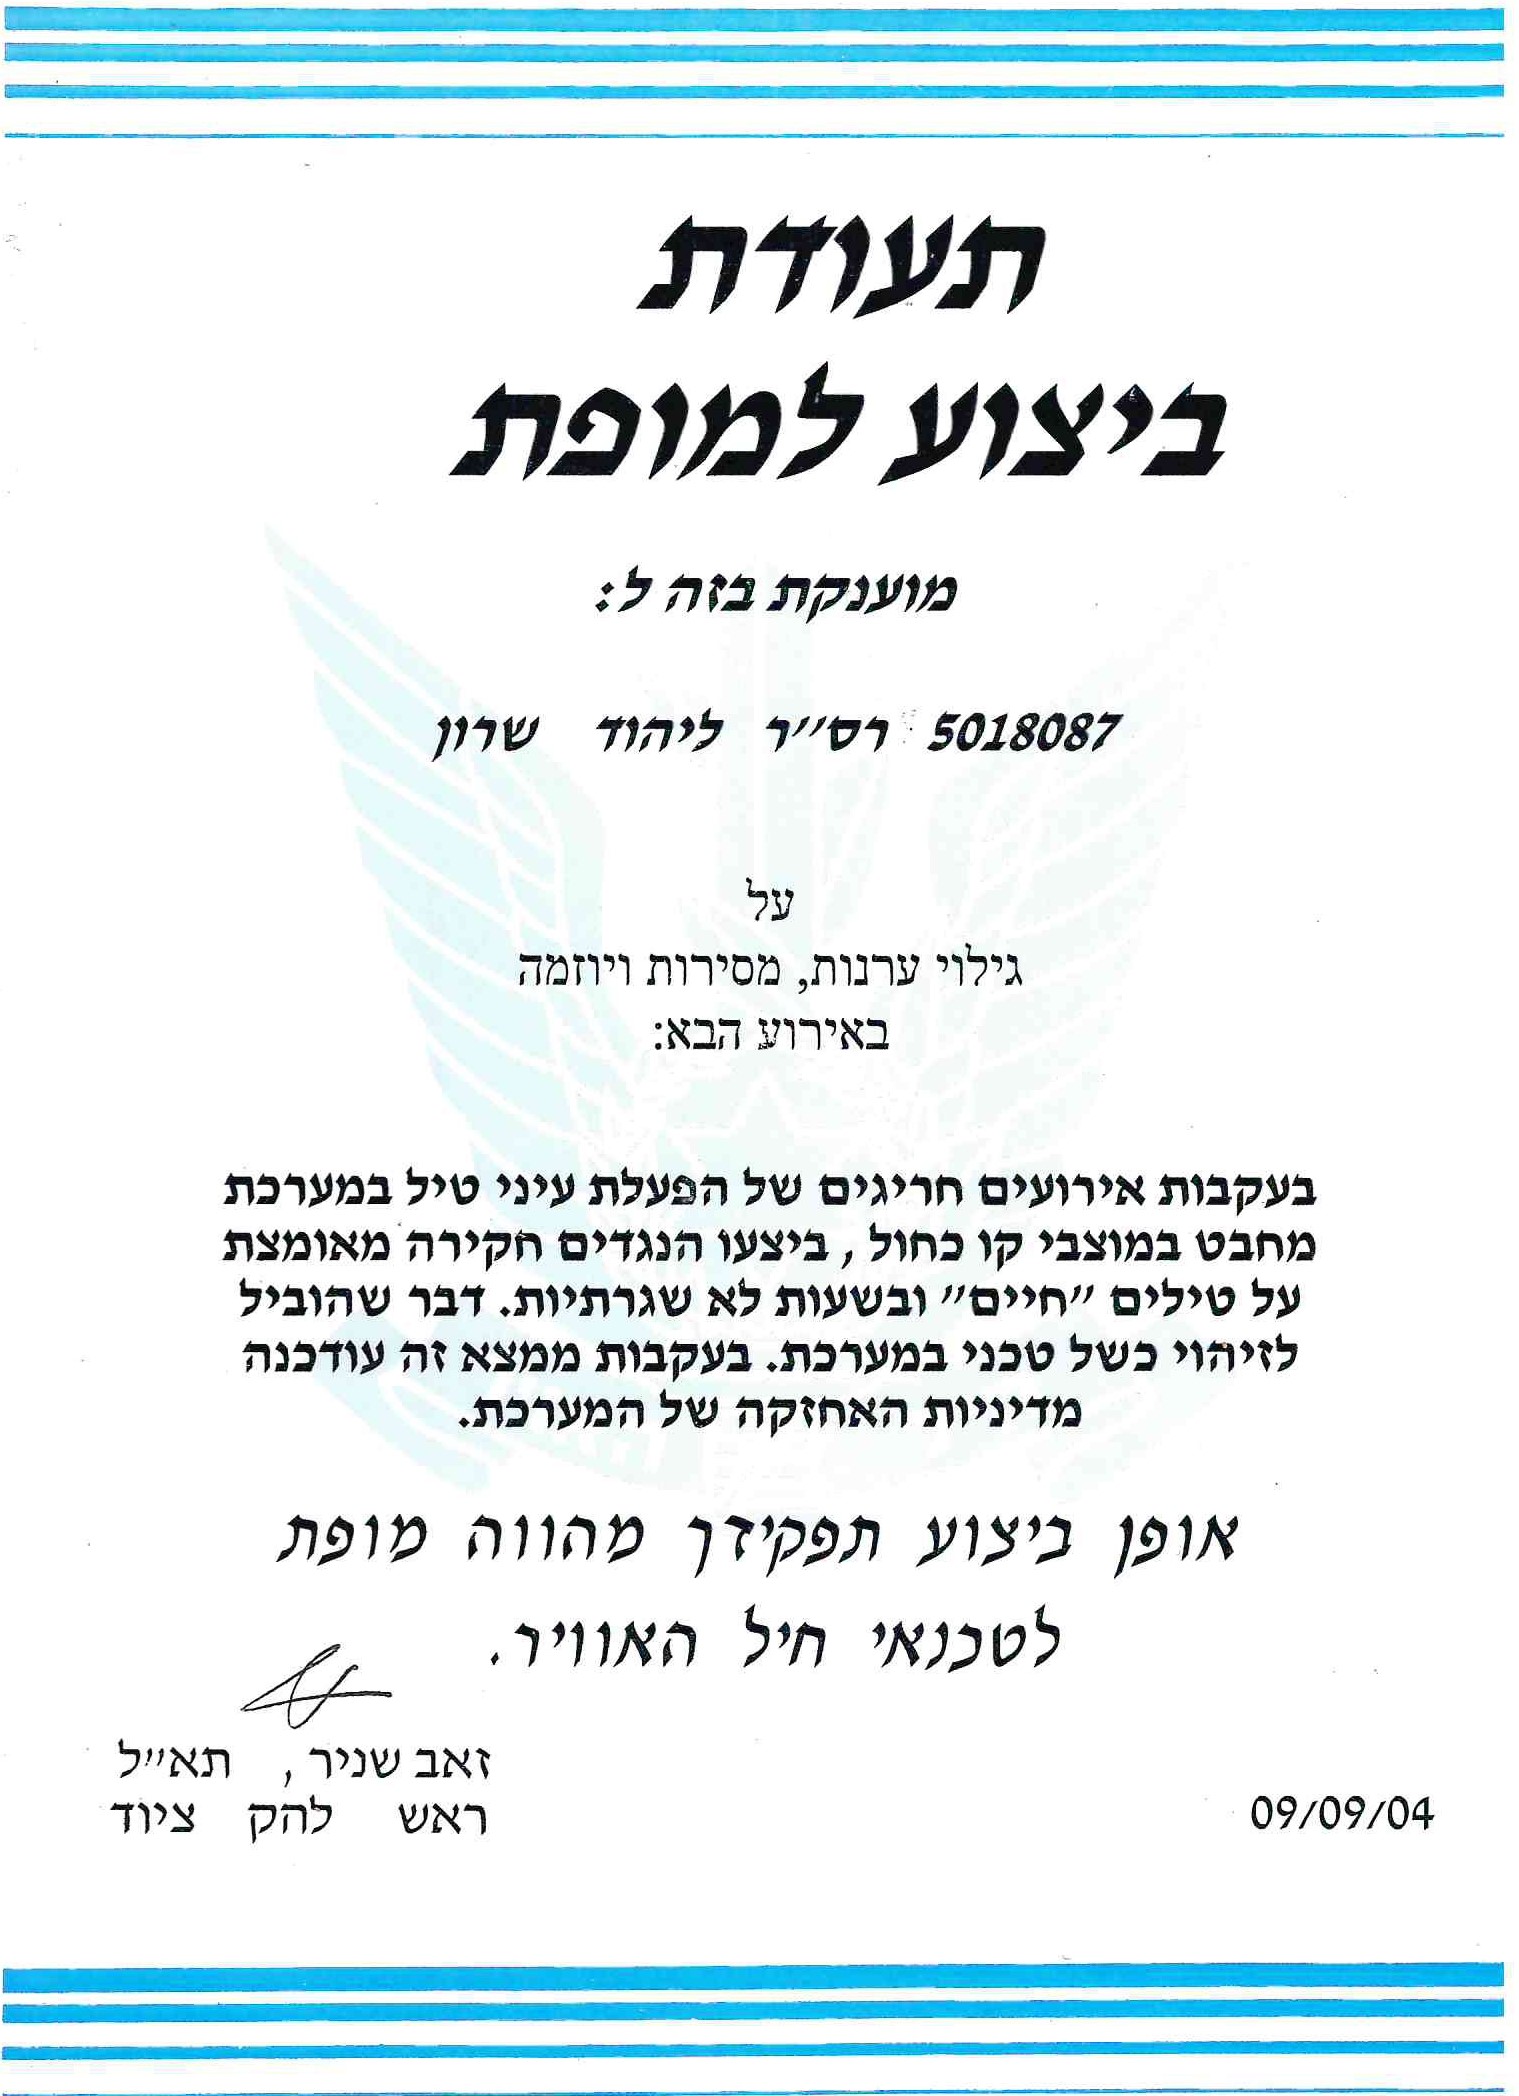 תעודת
ביצוע למופת
מוענקת בזה ל:
5018087 רס''ר ליהוד שרון
על
גילוי ערנות, מסירות ויוזמה
באירוע הבא:
בעקבות אירועים חריגים של הפעלת עיני טיל במערכת
מחבט במוצבי קו כחול, ביצעו הנגדים חקירה מאומצת
על טילים "חיים" ובשעות לא שגרתיות. דבר שהוביל
לזיהוי כשל טכני במערכת. בעקבות ממצא זה עודכנה
מדיניות האחזקה של המערכת.
אופן ביצוע תפקידך מהווה מופת
לטכנאי חיל האוויר.
זאב שניר, תא"ל
ראש להק ציוד
09/09/04